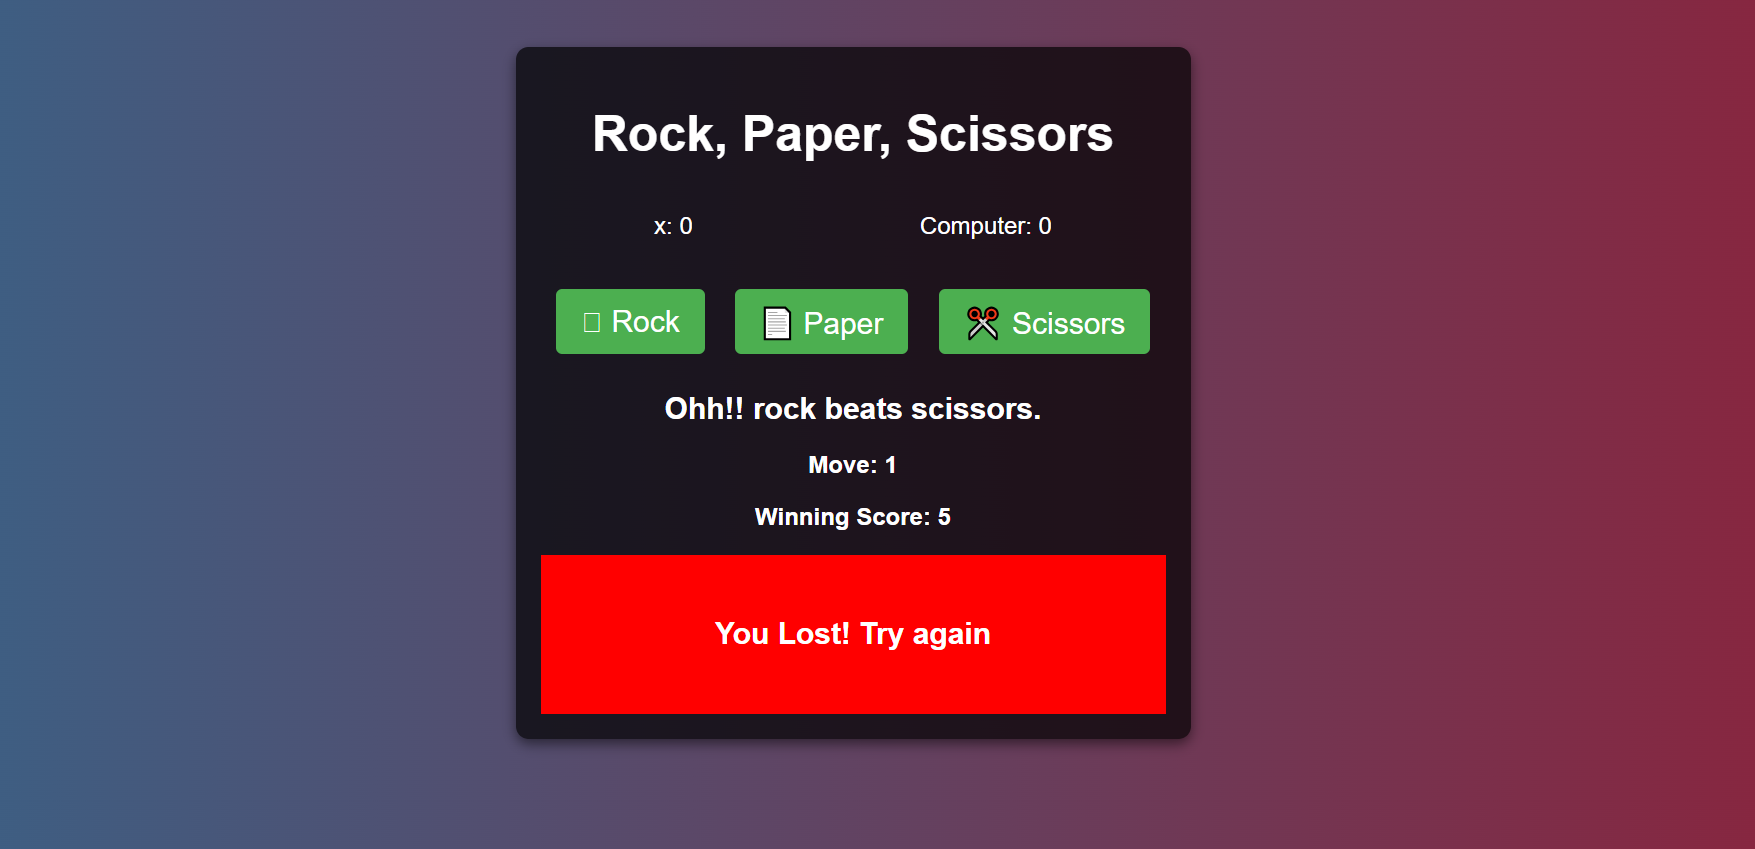 Rock, Paper, Scissors
x: 0 Computer: 0
Rock Paper Scissors
Ohh!! rock beats scissors.
Move: 1
Winning Score: 5
You Lost! Try again